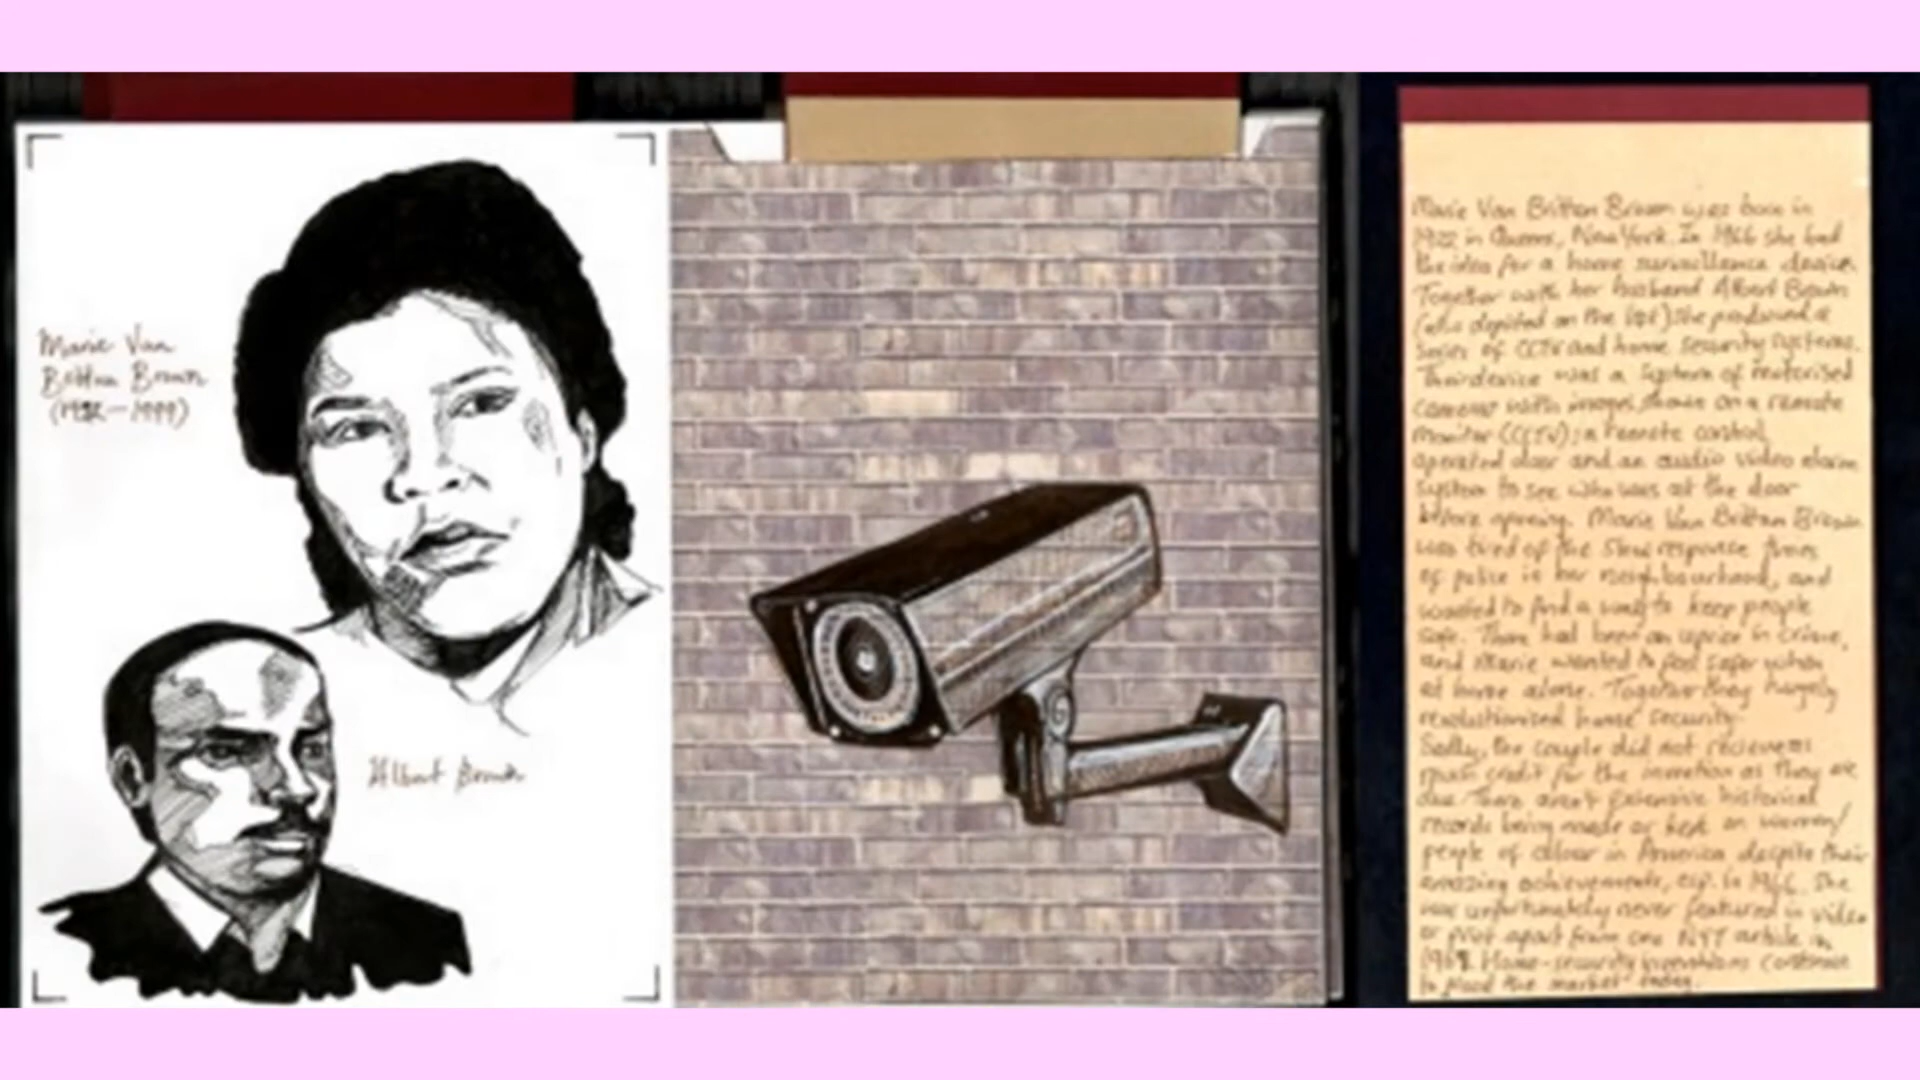 Marie Van
Brittan Brown
(1922-1999)
Albert Brown
Marie Van Brittan Brown was born in
1922 in Queens, New York. In 1966 she had
the idea for a home surveillance device.
Together with her husband Albert Brown
(also depicted on the left) she produced a
series of CCTV and home security systems.
Their device was a system of motorised
cameras with images shown on a remote
monitor (CCTV); a remote control
operated door and an audio video alarm
system to see who was at the door
before opening. Marie Van Brittan Brown
was tired of the slow response times
of police in her neighbourhood, and
wanted to find a way to keep people
safe. There had been an uprise in crime,
and Marie wanted to feel safer when
at home alone. Together they hugely
revolutionised home security.
Sadly, the couple did not recieve as
much credit for the invention as they are
due. There aren't extensive historical
records being made or kept on women/
people of colour in America despite their
amazing achievements, esp. in 1966. She
was unfortunately never featured in video
or print apart from one NYT article in
1969. Home-security inventions continue
to flood the market today.